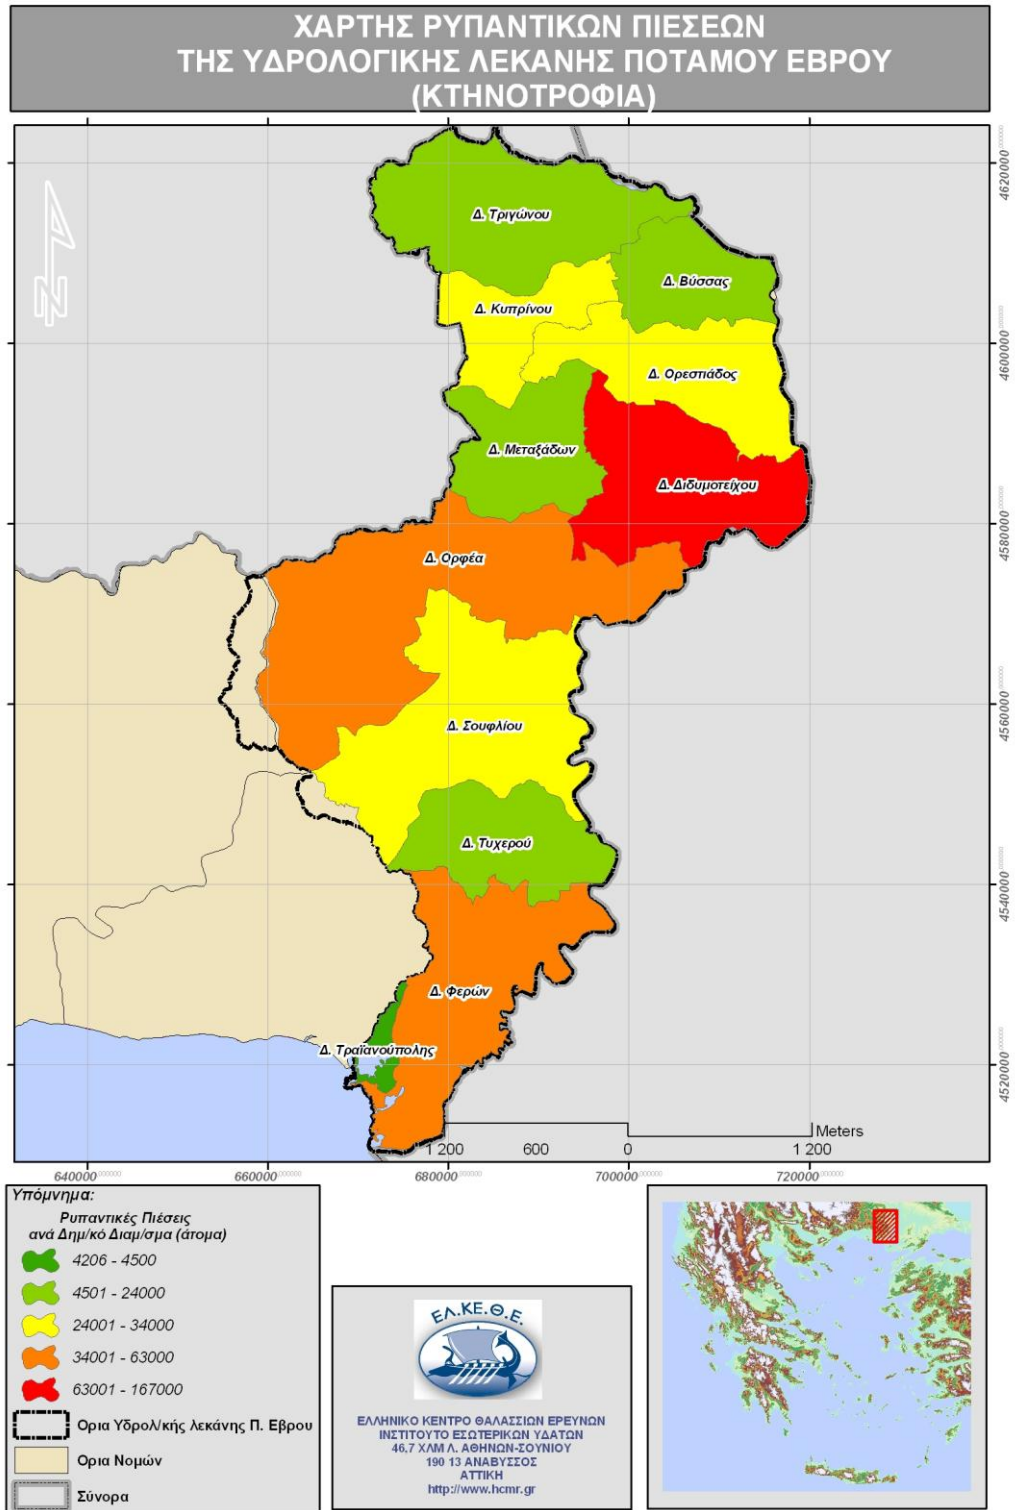 ΧΑΡΤΗΣ ΡΥΠΑΝΤΙΚΩΝ ΠΙΕΣΕΩΝ
ΤΗΣ ΥΔΡΟΛΟΓΙΚΗΣ ΛΕΚΑΝΗΣ ΠΟΤΑΜΟΥ ΕΒΡΟΥ
(ΚΤΗΝΟΤΡΟΦΙΑ)
4620000
Δ. Τριγώνου
Δ. Βύσσας
Δ. Κυπρίνου
4600000
Δ. Ορεστιάδος
Δ. Μεταξάδων
Δ. Διδυμοτείχου
4580000
Δ. Ορφέα
4560000
Δ. Σουφλίου
Δ. Τυχερού
4540000
Δ. Φερών
Δ. Τραϊανούπολης
4520000
Meters
1 200 600 0 1 200
640000 660000 680000 700000 720000
Υπόμνημα:
Ρυπαντικές Πιέσεις
ανά Δημ/κό Διαμ/σμα (άτομα)
4206 - 4500
4501 - 24000
24001 - 34000
34001 - 63000
63001 - 167000
Ορια Υδρολ/κής λεκάνης Π. Εβρου
Ορια Νομών
Σύνορα
ΕΛ.ΚΕ.Θ.Ε.
ΕΛΛΗΝΙΚΟ ΚΕΝΤΡΟ ΘΑΛΑΣΣΙΩΝ ΕΡΕΥΝΩΝ
ΙΝΣΤΙΤΟΥΤΟ ΕΣΩΤΕΡΙΚΩΝ ΥΔΑΤΩΝ
46,7 ΧΛΜ Λ. ΑΘΗΝΩΝ-ΣΟΥΝΙΟΥ
190 13 ΑΝΑΒΥΣΣΟΣ
ΑΤΤΙΚΗ
http://www.hcmr.gr